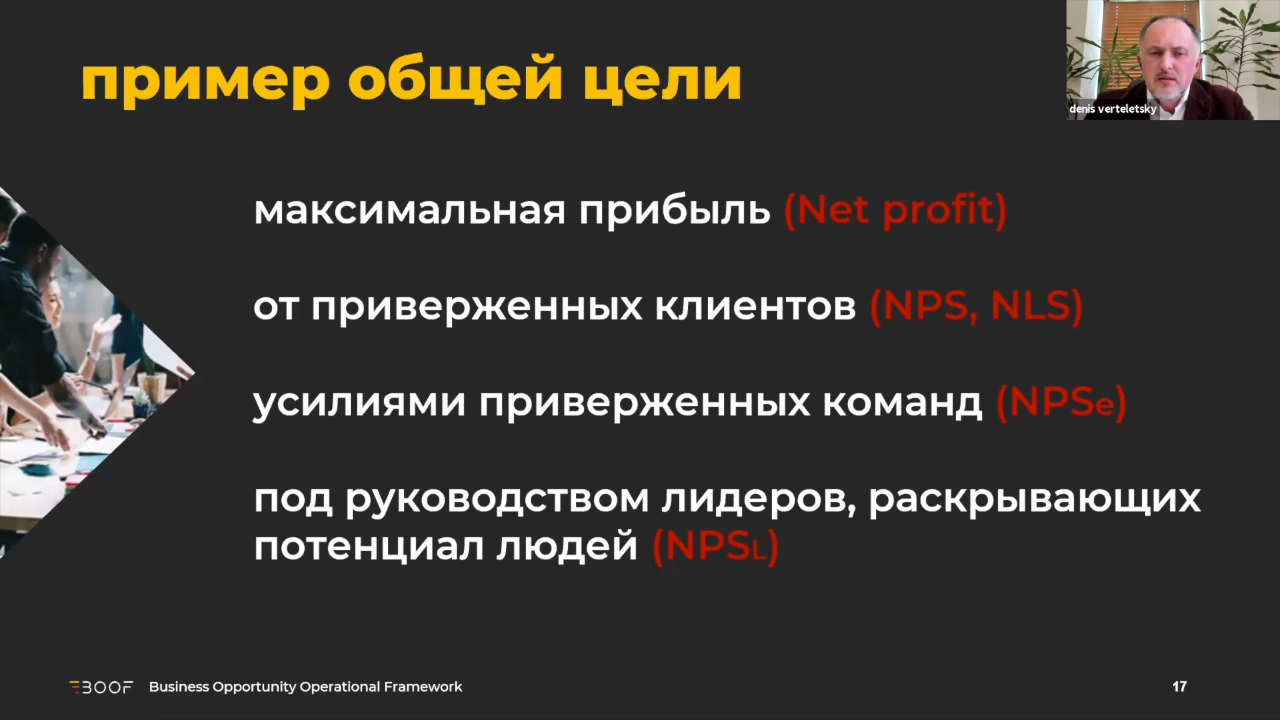 пример общей цели
denis verteletsky
максимальная прибыль (Net profit)
от приверженных клиентов (NPS, NLS)
усилиями приверженных команд (NPSe)
под руководством лидеров, раскрывающих
потенциал людей (NPSL)
BOOF Business Opportunity Operational Framework
17